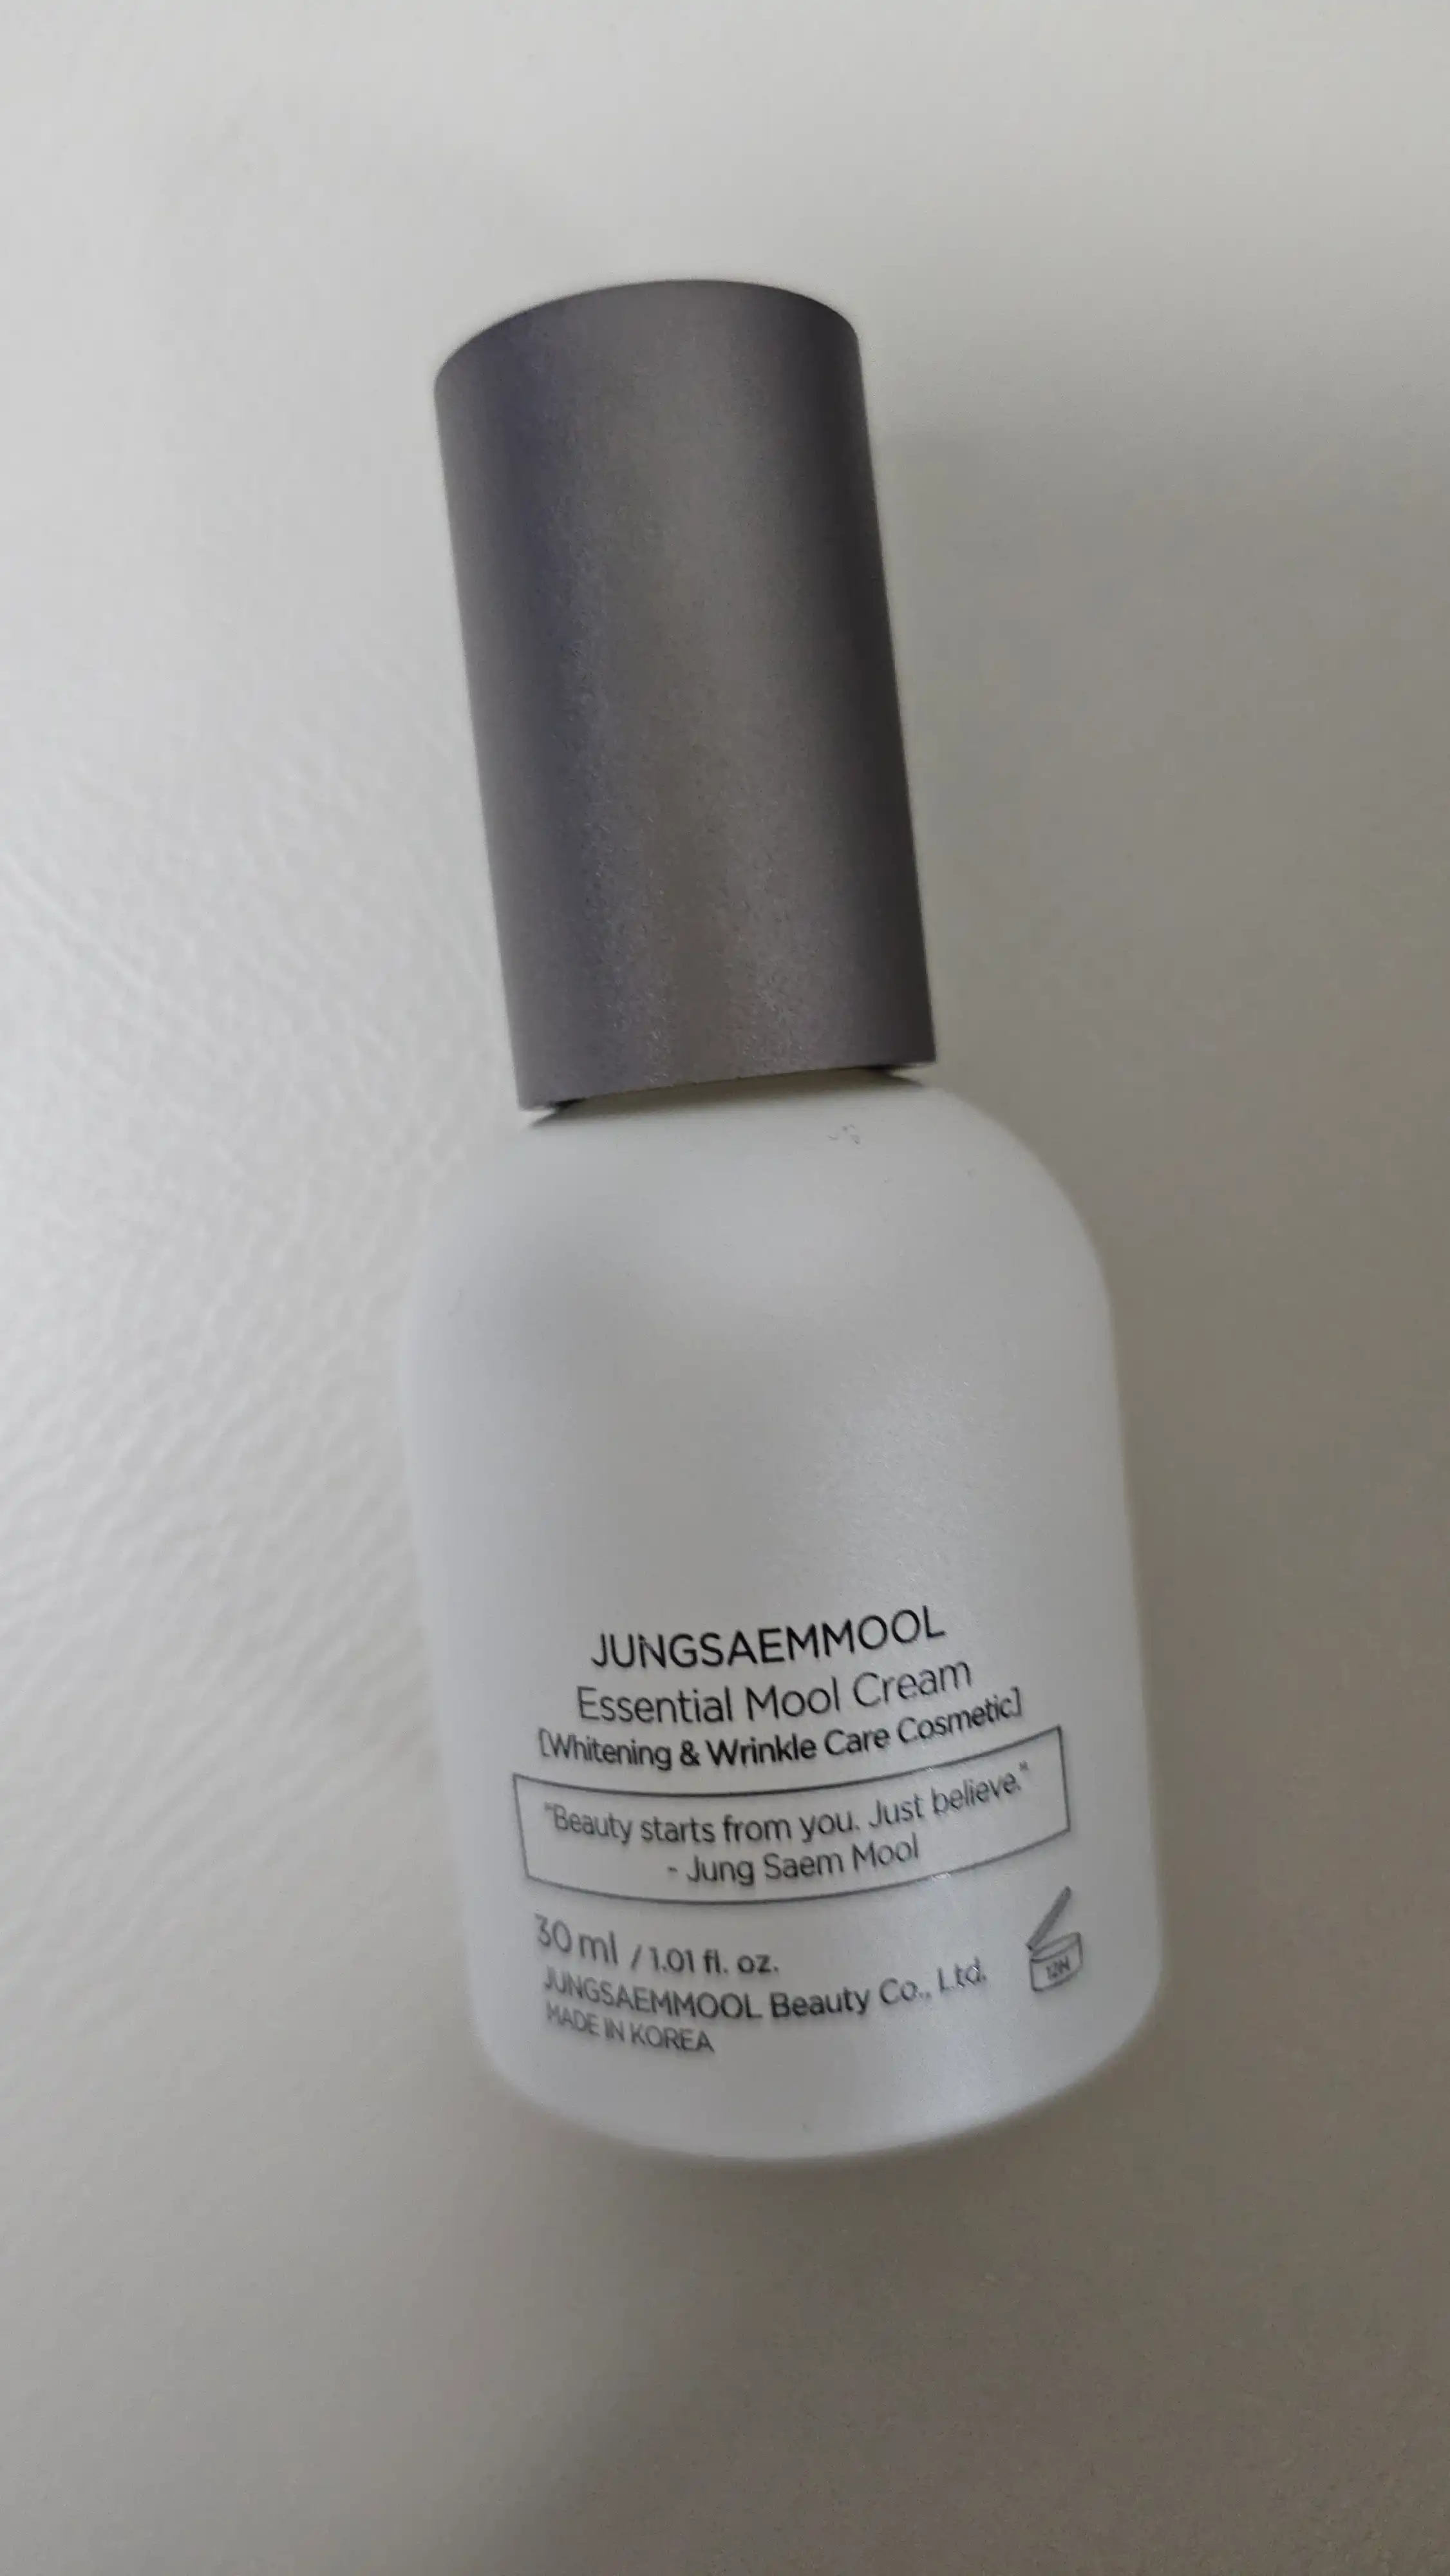 JUNGSAEMMOOL
Essential Mool Cream
[Whitening & Wrinkle Care Cosmetic]
"Beauty starts from you. Just believe."
- Jung Saem Mool
30 ml / 1.01 fl. oz.
JUNGSAEMMOOL Beauty Co., Ltd.
12M
MADE IN KOREA